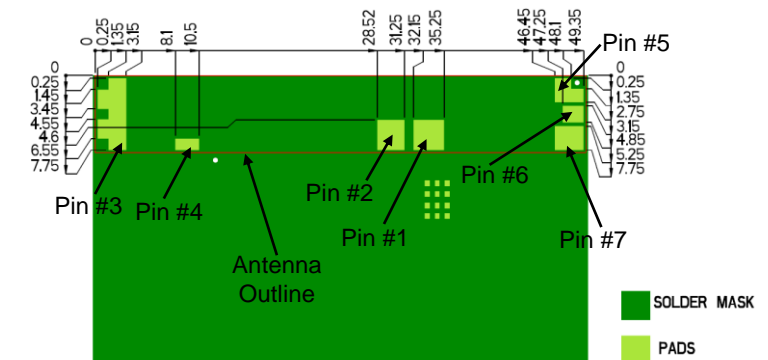 0
0.25
1.35
3.15
8.1
10.5
28.52
31.25
32.15
35.25
46.45
47.25
48.1
49.35
Pin #5
0
0.25
1.45
3.45
4.55
4.6
6.55
7.75
0
0.25
1.35
2.75
3.15
4.85
5.25
7.75
Pin #3
Pin #4
Pin #2
Pin #1
Pin #6
Pin #7
Antenna
Outline
SOLDER MASK
PADS